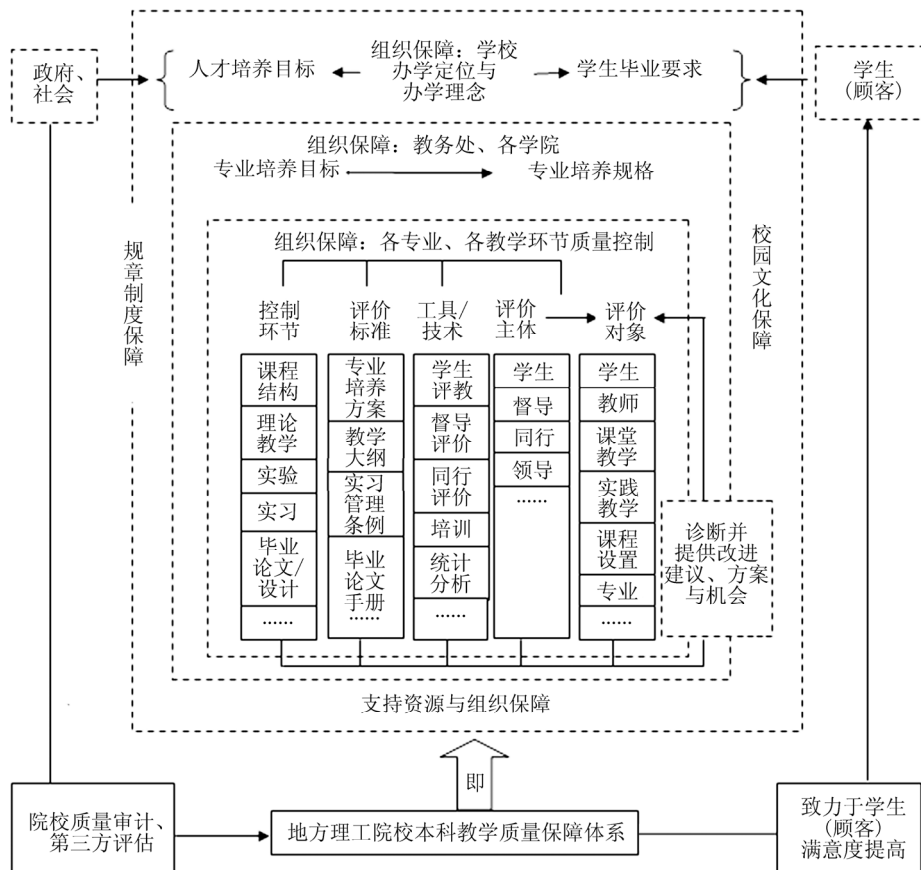 政府、
社会
人才培养目标
组织保障：学校
办学定位与
办学理念
学生毕业要求
学生
(顾客)
组织保障：教务处、各学院
专业培养目标
专业培养规格
规章制度保障
校园文化保障
组织保障：各专业、各教学环节质量控制
控制
环节
评价
标准
工具/
技术
评价
主体
评价
对象
课程
结构
理论
教学
实验
实习
毕业
论文/
设计
······
专业
培养
方案
教学
大纲
实习
管理
条例
毕业
论文
手册
······
学生
评教
督导
评价
同行
评价
培训
统计
分析
······
学生
督导
同行
领导
······
学生
教师
课堂
教学
实践
教学
课程
设置
专业
······
诊断并
提供改进
建议、方案
与机会
支持资源与组织保障
即
院校质量审计、
第三方评估
地方理工院校本科教学质量保障体系
致力于学生
(顾客)
满意度提高